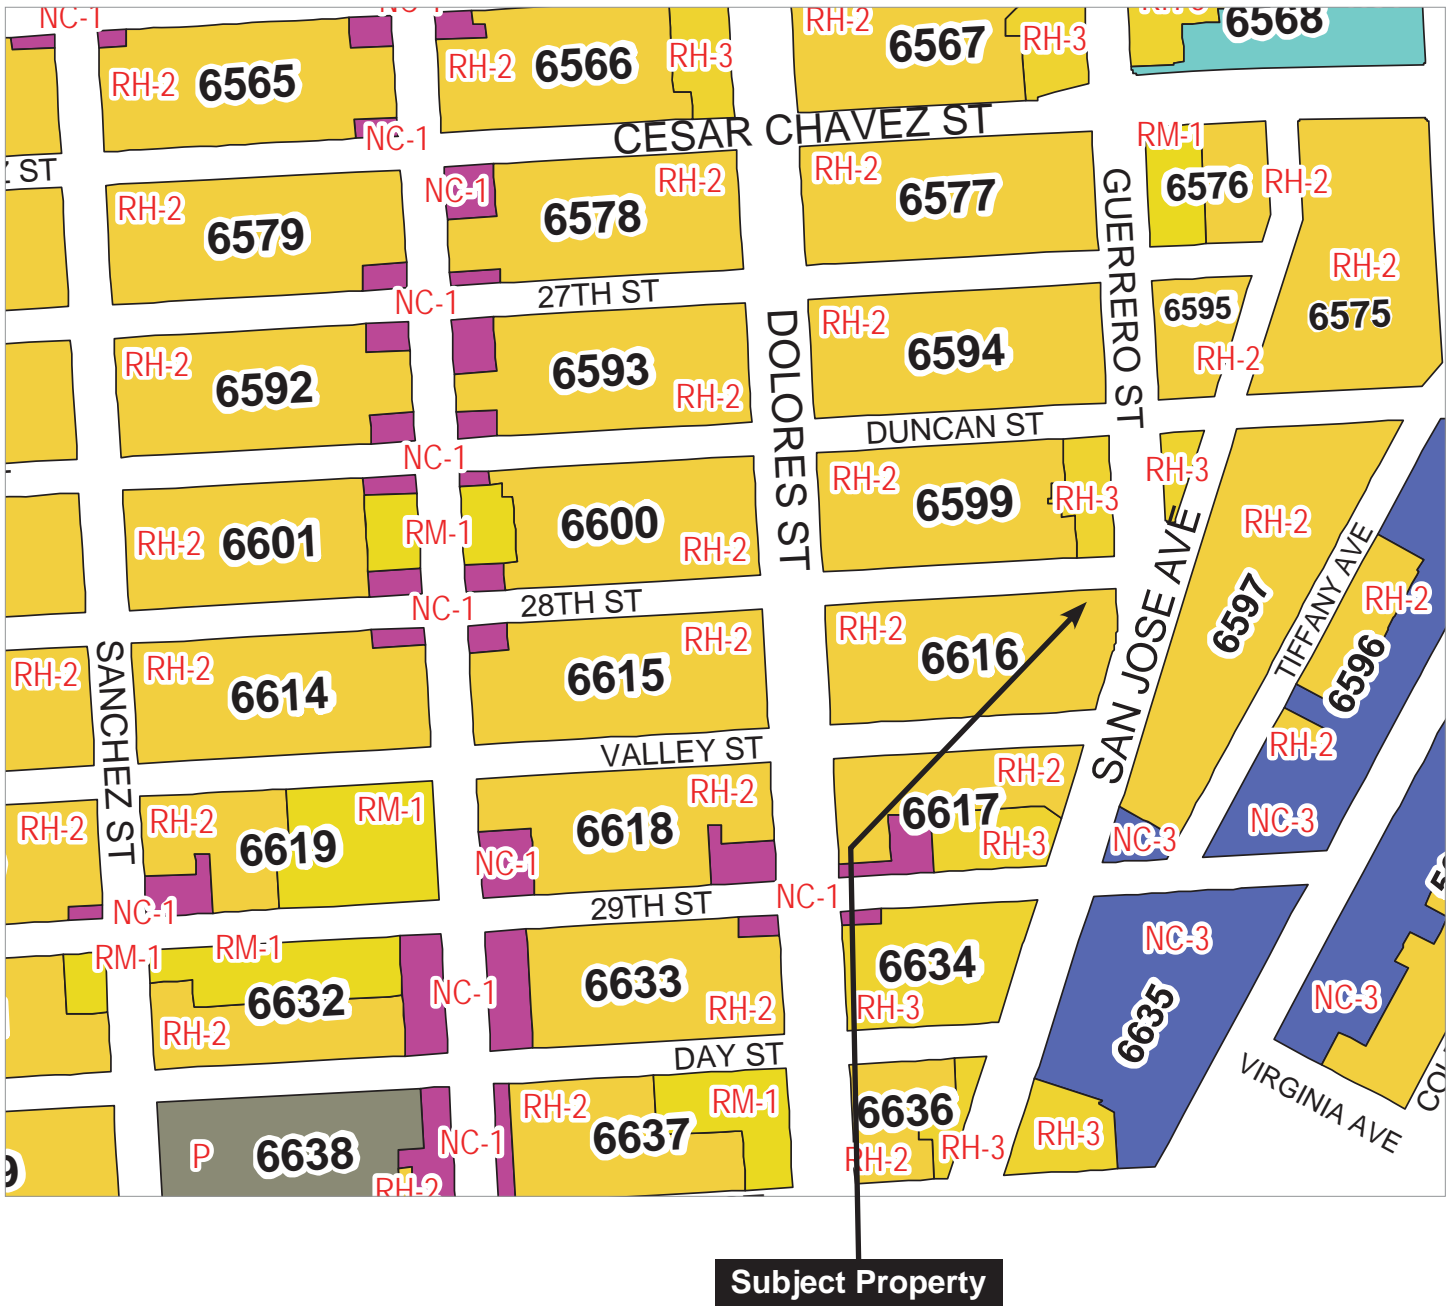 NC-1
RH-2
6565
NC-1
RH-2
6566
RH-3
RH-2
6567
RH-3
6568
CESAR CHAVEZ ST
Z ST
RH-2
6579
NC-1
RH-2
6578
RH-2
6577
GUERRERO ST
RM-1
6576
RH-2
RH-2
6575
NC-1
27TH ST
RH-2
6592
6593
RH-2
DOLORES ST
RH-2
6594
6595
RH-2
NC-1
DUNCAN ST
RH-2
6601
RM-1
6600
RH-2
RH-2
6599
RH-3
RH-3
SAN JOSE AVE
RH-2
6597
TIFFANY AVE
RH-2
6596
RH-2
NC-3
NC-1
28TH ST
RH-2
SANCHEZ ST
RH-2
6614
6615
RH-2
RH-2
6616
VALLEY ST
RH-2
RH-2
6619
RM-1
NC-1
6618
RH-2
RH-2
6617
RH-3
NC-3
NC-1
29TH ST
NC-1
RM-1
RM-1
6632
RH-2
NC-1
6633
RH-2
6634
RH-3
NC-3
6635
NC-3
DAY ST
VIRGINIA AVE
P
6638
RH-2
NC-1
RH-2
6637
RM-1
6636
RH-2
RH-3
RH-3
Subject Property